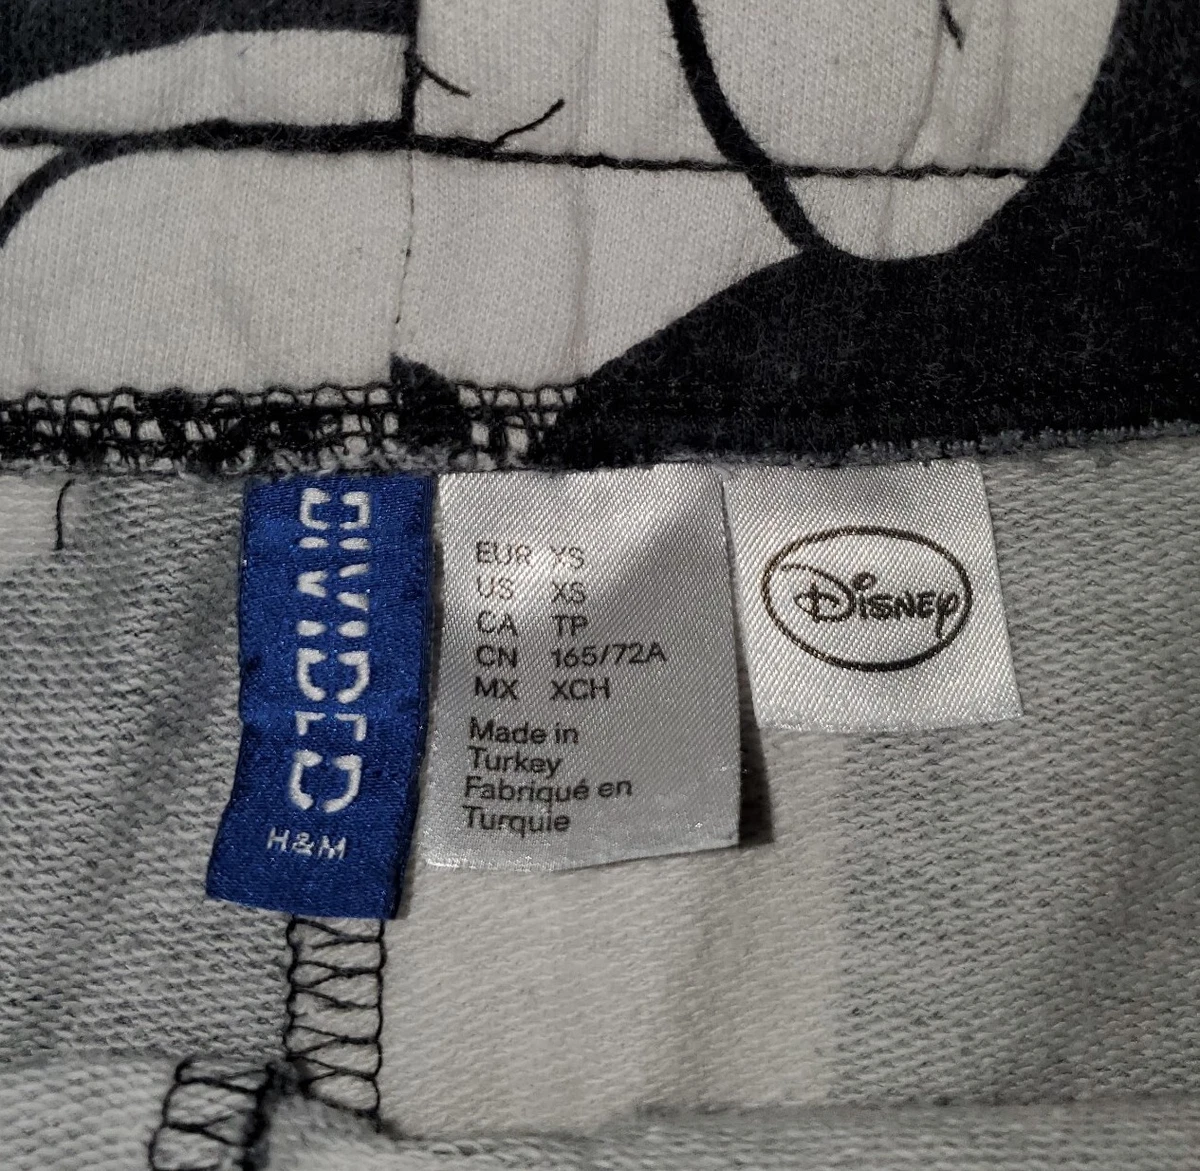 DIVIDED
H&M
EUR XS
US XS
CA TP
CN 165/72A
MX XCH
Made in
Turkey
Fabriqué en
Turquie
Disney